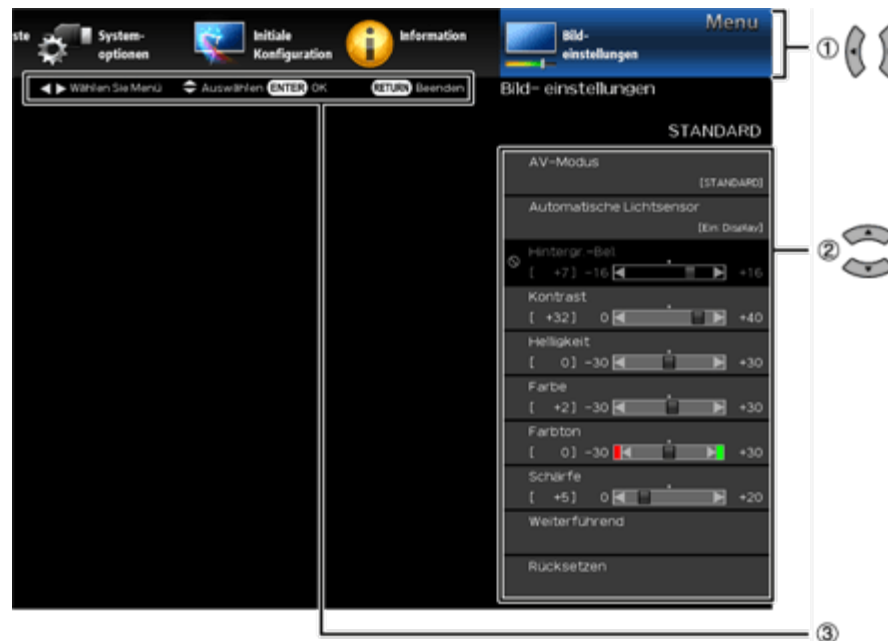 Menu
ste
System-
optionen
Initiale
Konfiguration
Information
Bild-
einstellungen
①
Wählen Sie Menü
Auswählen
ENTER
OK
RETURN
Beenden
Bild- einstellungen
STANDARD
AV-Modus
[STANDARD]
Automatische Lichtsensor
[Ein: Display]
②
Hintergr.-Bel.
[ +7] -16 +16
Kontrast
[ +32] 0 +40
Helligkeit
[ 0] -30 +30
Farbe
[ +2] -30 +30
Farbton
[ 0] -30 +30
Schärfe
[ +5] 0 +20
Weiterführend
Rücksetzen
③